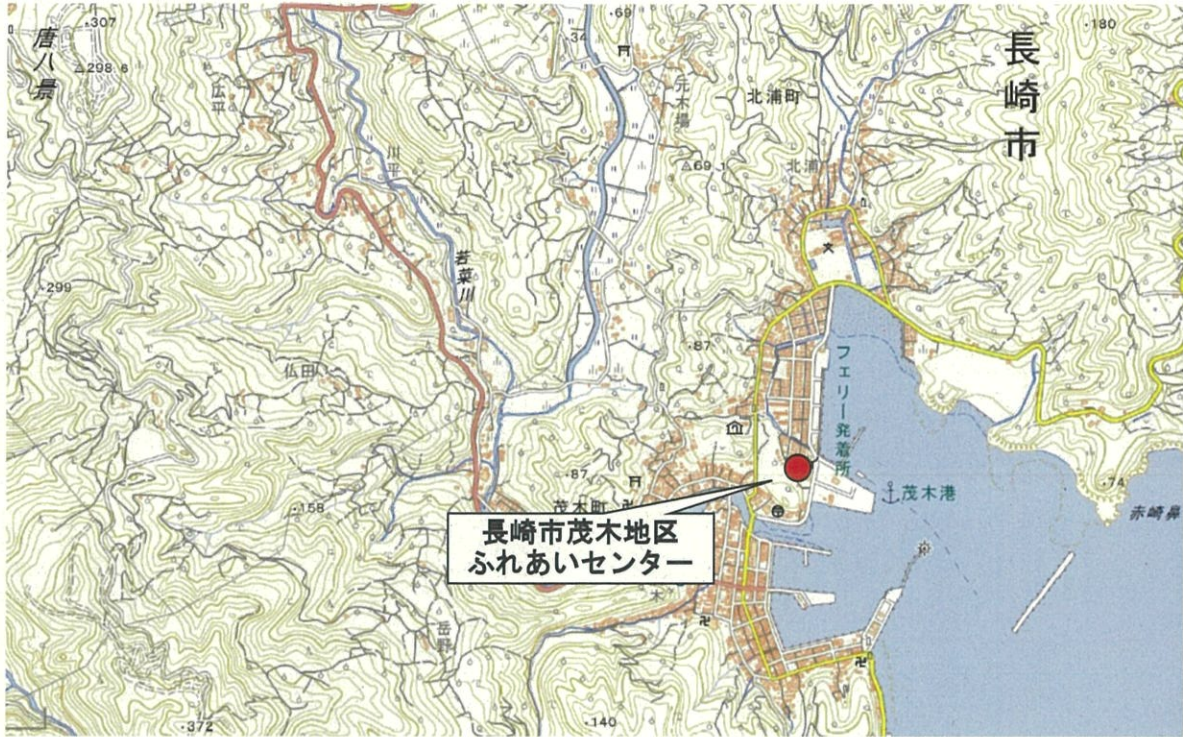 唐八景
・307
△298.6
広平
・69
34
元木場
北浦町
・180
長崎市
川平
△69.1
北浦
若菜川
・299
・87
仏田
フェリー発着所
・87
茂木町
茂木港
・74
赤崎鼻
・158
長崎市茂木地区
ふれあいセンター
木
岳野
・372
・140